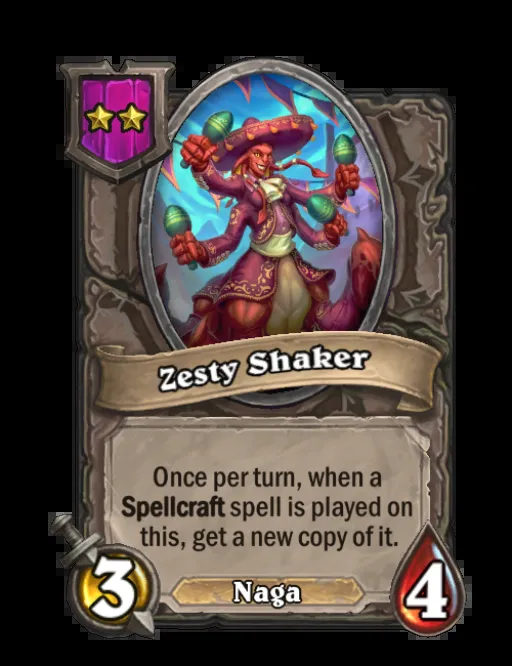 Zesty Shaker
Once per turn, when a
Spellcraft spell is played on
this, get a new copy of it.
3
Naga
4